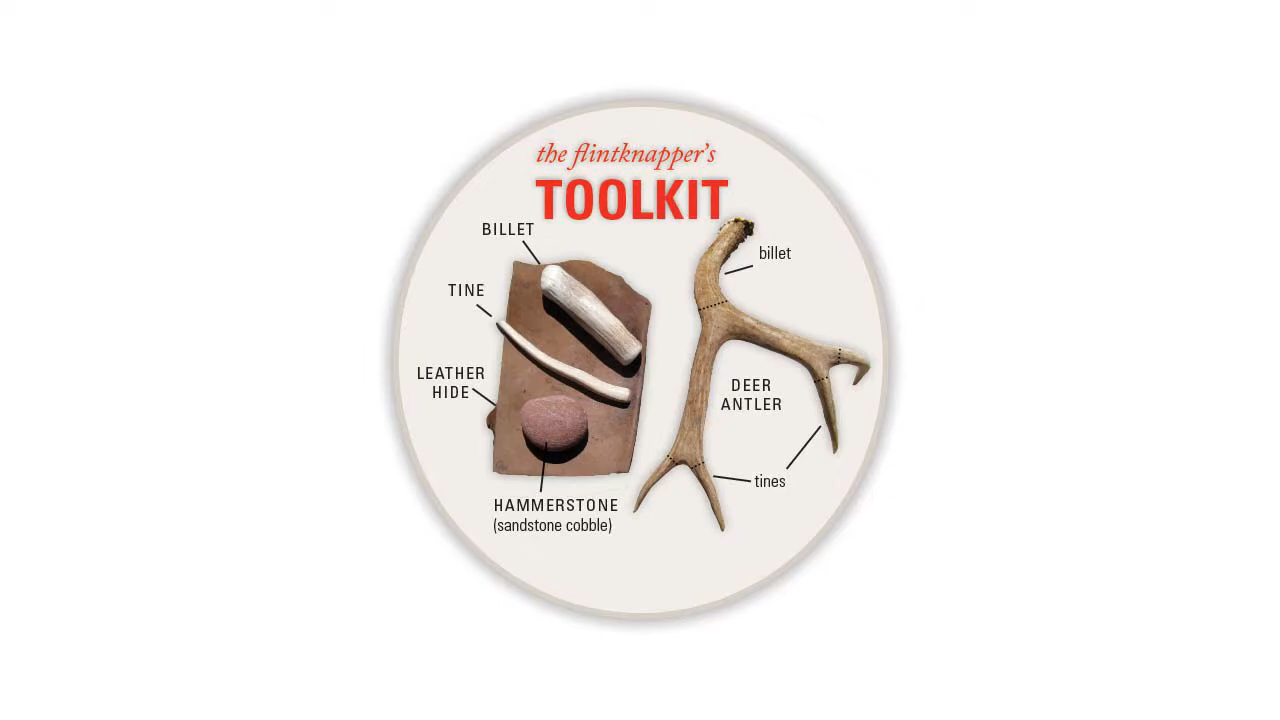 the flintknapper's
TOOLKIT
BILLET
billet
TINE
LEATHER
HIDE
DEER
ANTLER
tines
HAMMERSTONE
(sandstone cobble)